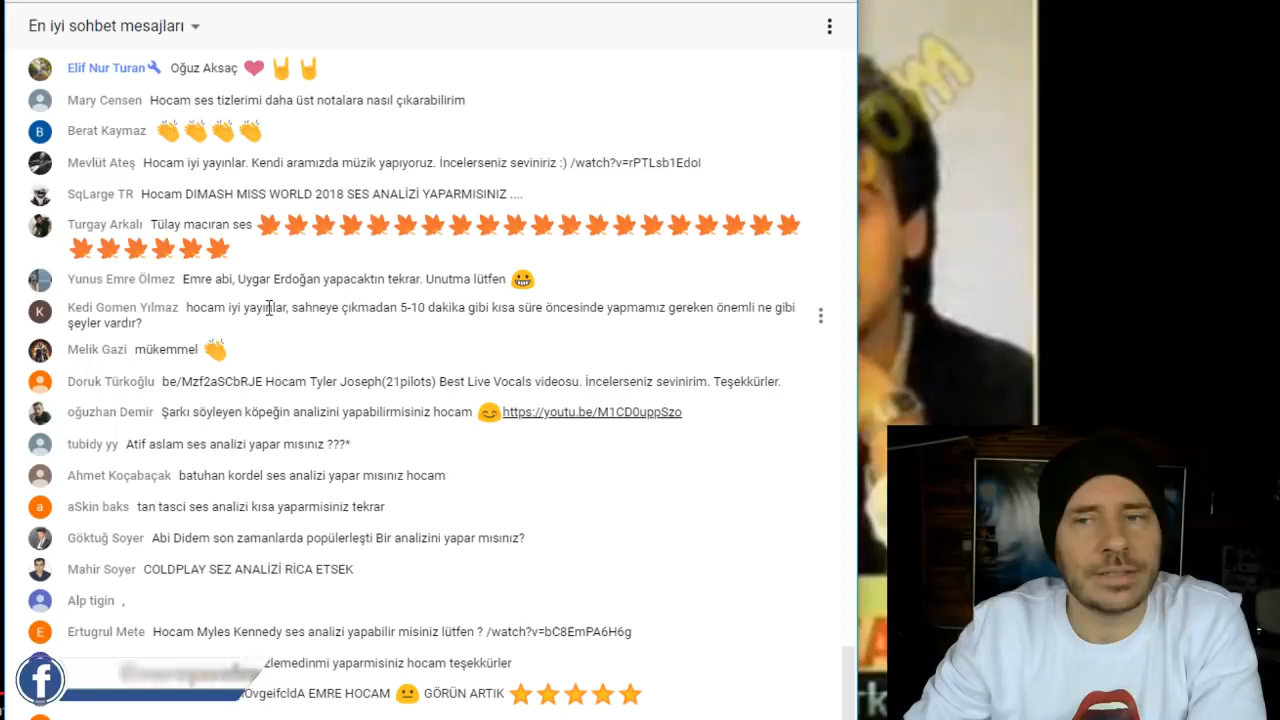 En iyi sohbet mesajları
Elif Nur Turan Oğuz Aksaç
Mary Censen Hocam ses tizlerimi daha üst notalara nasıl çıkarabilirim
B Berat Kaymaz
Mevlüt Ateş Hocam iyi yayınlar. Kendi aramızda müzik yapıyoruz. İncelerseniz seviniriz :) /watch?v=rPTLsb1EdoI
SqLarge TR Hocam DIMASH MISS WORLD 2018 SES ANALİZİ YAPARMISINIZ ....
Turgay Arkalı Tülay macıran ses 🍁🍁🍁🍁🍁🍁🍁🍁🍁🍁🍁🍁🍁🍁🍁🍁🍁🍁🍁🍁
🍁🍁🍁🍁🍁🍁
Yunus Emre Ölmez Emre abi, Uygar Erdoğan yapacaktın tekrar. Unutma lütfen
K Kedi Gomen Yılmaz hocam iyi yayınlar, sahneye çıkmadan 5-10 dakika gibi kısa süre öncesinde yapmamız gereken önemli ne gibi
şeyler vardır?
Melik Gazi mükemmel
Doruk Türkoğlu be/Mzf2aSCbRJE Hocam Tyler Joseph(21pilots) Best Live Vocals videosu. İncelerseniz sevinirim. Teşekkürler.
oğuzhan Demir Şarkı söyleyen köpeğin analizini yapabilirmisiniz hocam https://youtu.be/M1CD0uppSzo
tubidy yy Atif aslam ses analizi yapar mısınız ???*
Ahmet Koçabaçak batuhan kordel ses analizi yapar mısınız hocam
a aSkin baks tan tasci ses analizi kısa yaparmisiniz tekrar
Göktuğ Soyer Abi Didem son zamanlarda popülerleşti Bir analizini yapar mısınız?
Mahir Soyer COLDPLAY SEZ ANALİZİ RİCA ETSEK
Alp tigin ,
E Ertugrul Mete Hocam Myles Kennedy ses analizi yapabilir misiniz lütfen ? /watch?v=bC8EmPA6H6g
zlemedinmi yaparmisiniz hocam teşekkürler
EMRE HOCAM GÖRÜN ARTIK